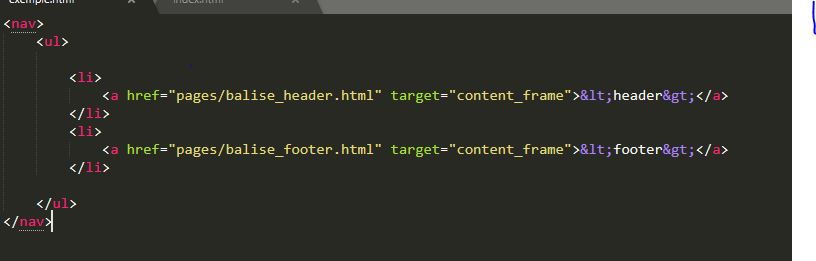 exemple.html × index.html ×
<nav>
<ul>
<li>
<a href="pages/balise_header.html" target="content_frame">&lt;header&gt;</a>
</li>
<li>
<a href="pages/balise_footer.html" target="content_frame">&lt;footer&gt;</a>
</li>
</ul>
</nav>